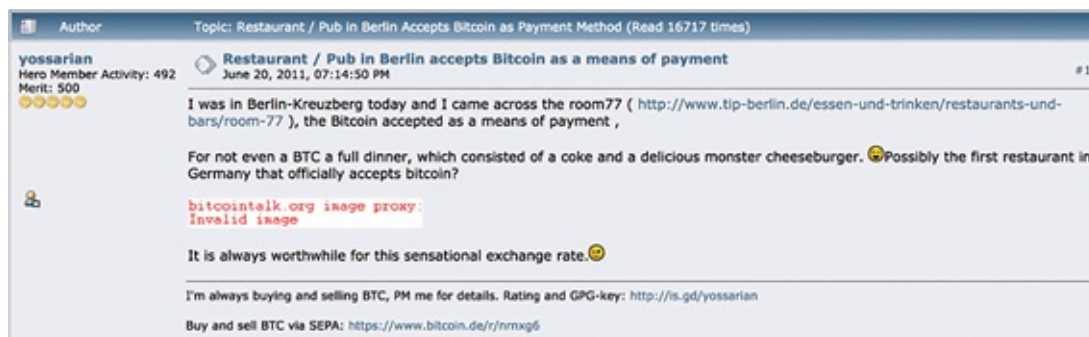 Author Topic: Restaurant / Pub in Berlin Accepts Bitcoin as Payment Method (Read 16717 times)
yossarian
Hero Member Activity: 492
Merit: 500
Restaurant / Pub in Berlin accepts Bitcoin as a means of payment
June 20, 2011, 07:14:50 PM
#1
I was in Berlin-Kreuzberg today and I came across the room77 ( http://www.tip-berlin.de/essen-und-trinken/restaurants-und-
bars/room-77 ), the Bitcoin accepted as a means of payment ,
For not even a BTC a full dinner, which consisted of a coke and a delicious monster cheeseburger. Possibly the first restaurant in
Germany that officially accepts bitcoin?
bitcointalk.org image proxy:
Invalid image
It is always worthwhile for this sensational exchange rate.
I'm always buying and selling BTC, PM me for details. Rating and GPG-key: http://is.gd/yossarian
Buy and sell BTC via SEPA: https://www.bitcoin.de/r/nrnxg6